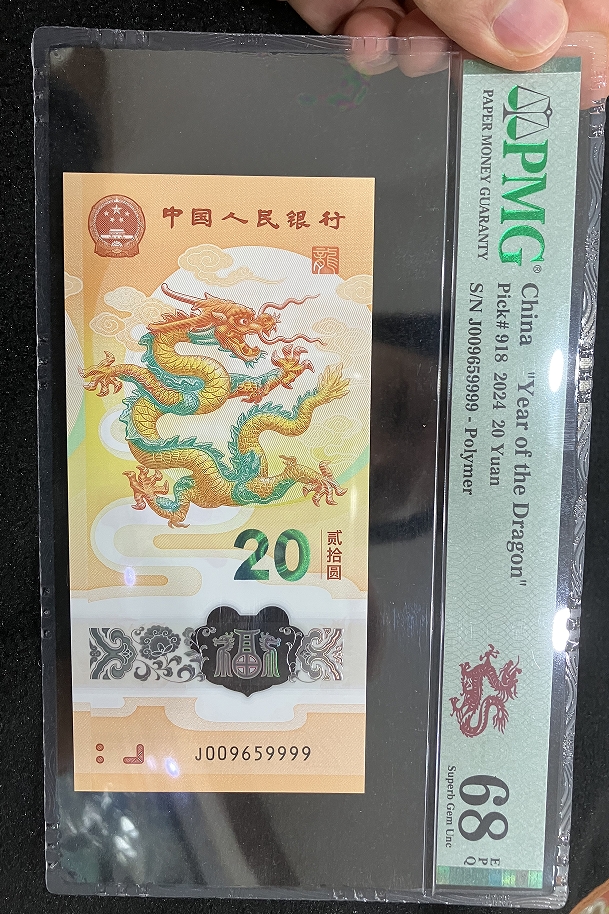 中国人民银行
龍
20
贰拾圆
福
J009659999
PMG®
PAPER MONEY GUARANTY
China "Year of the Dragon"
Pick# 918 2024 20 Yuan
S/N J009659999 - Polymer
68 EPQ
Superb Gem Unc